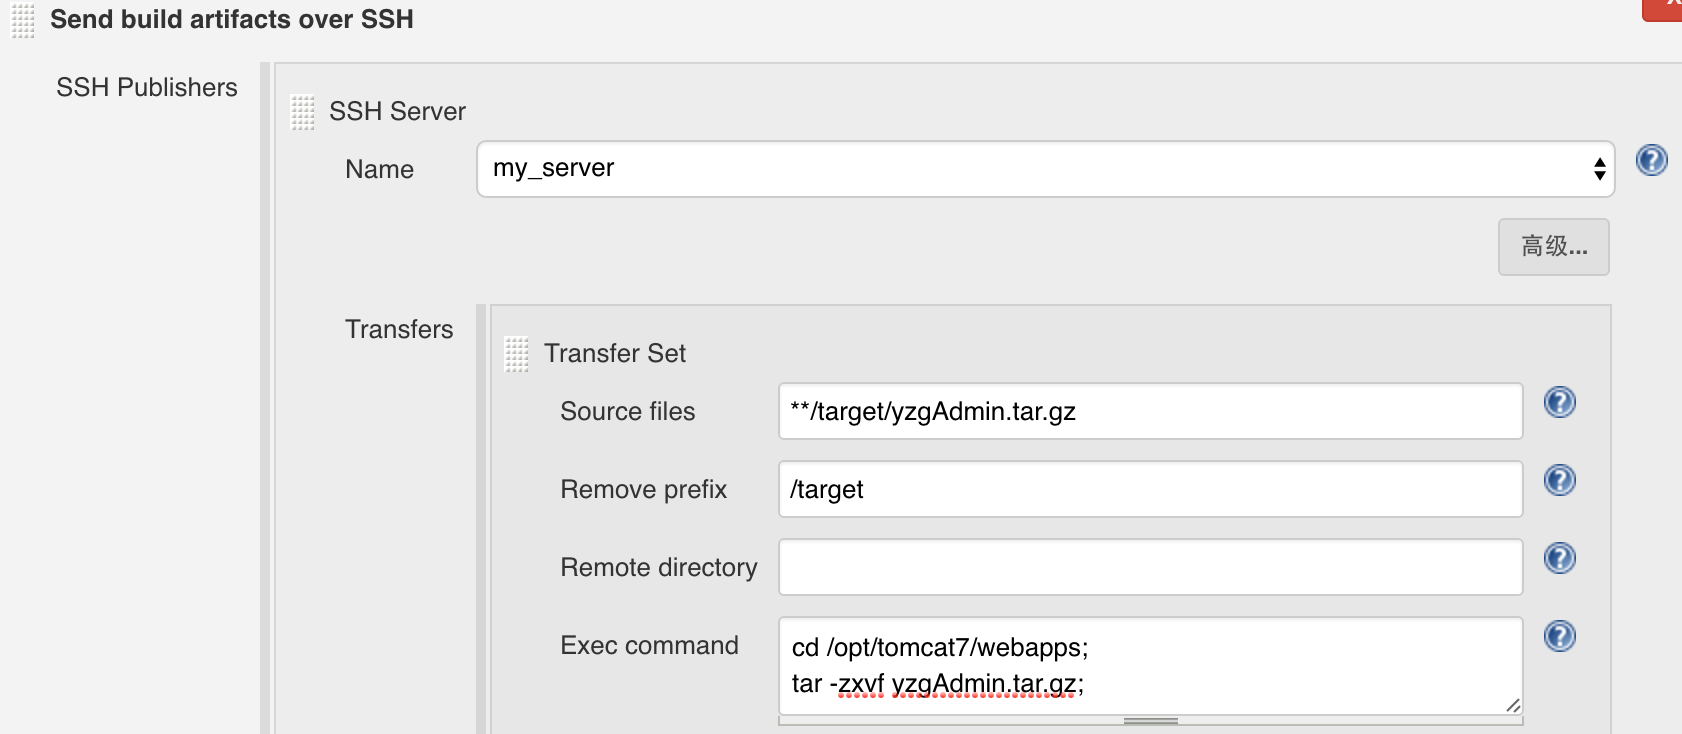 Send build artifacts over SSH
SSH Publishers
SSH Server
Name
my_server
高级...
Transfers
Transfer Set
Source files
**/target/yzgAdmin.tar.gz
Remove prefix
/target
Remote directory
Exec command
cd /opt/tomcat7/webapps;
tar -zxvf yzgAdmin.tar.gz;